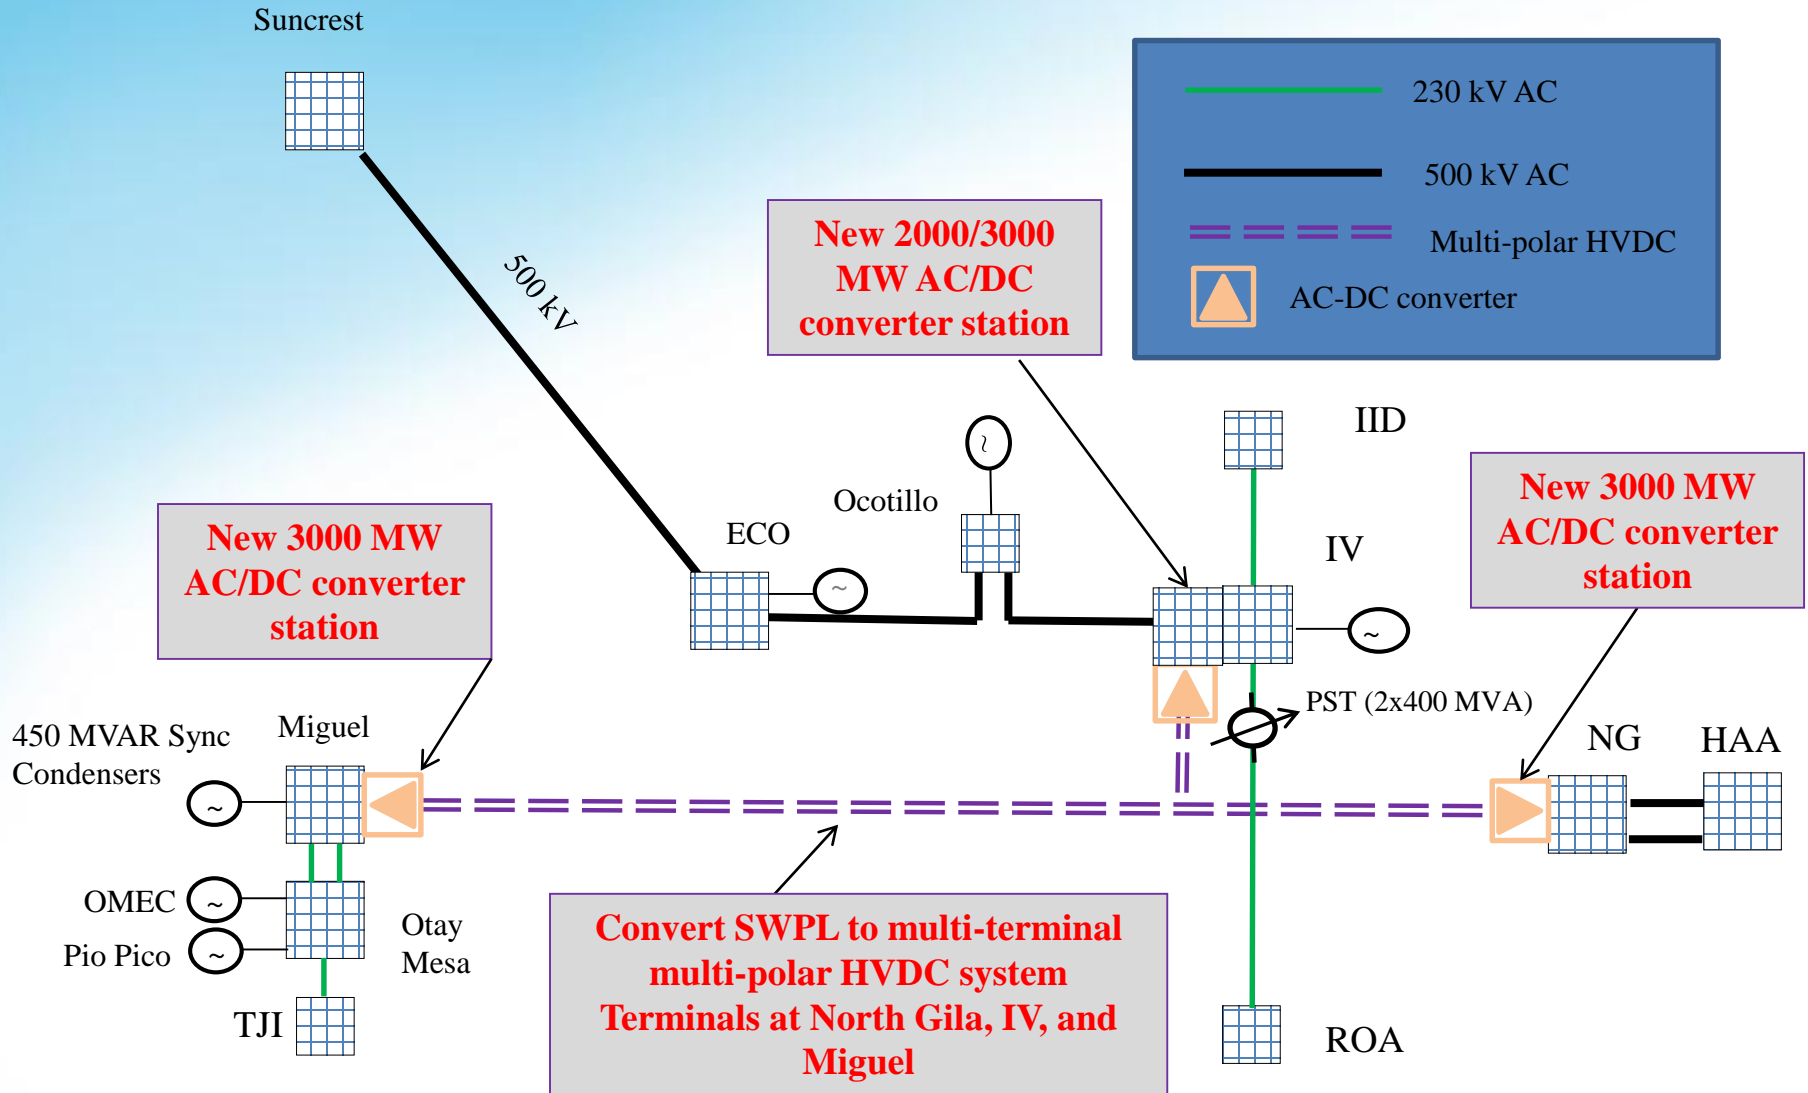 Suncrest
230 kV AC
500 kV AC
Multi-polar HVDC
AC-DC converter
New 2000/3000
MW AC/DC
converter station
500 kV
IID
Ocotillo
ECO
IV
New 3000 MW
AC/DC converter
station
New 3000 MW
AC/DC converter
station
PST (2x400 MVA)
450 MVAR Sync
Condensers
Miguel
NG
HAA
~
~
~
~
~
~
OMEC
Pio Pico
Otay
Mesa
TJI
Convert SWPL to multi-terminal
multi-polar HVDC system
Terminals at North Gila, IV, and
Miguel
ROA